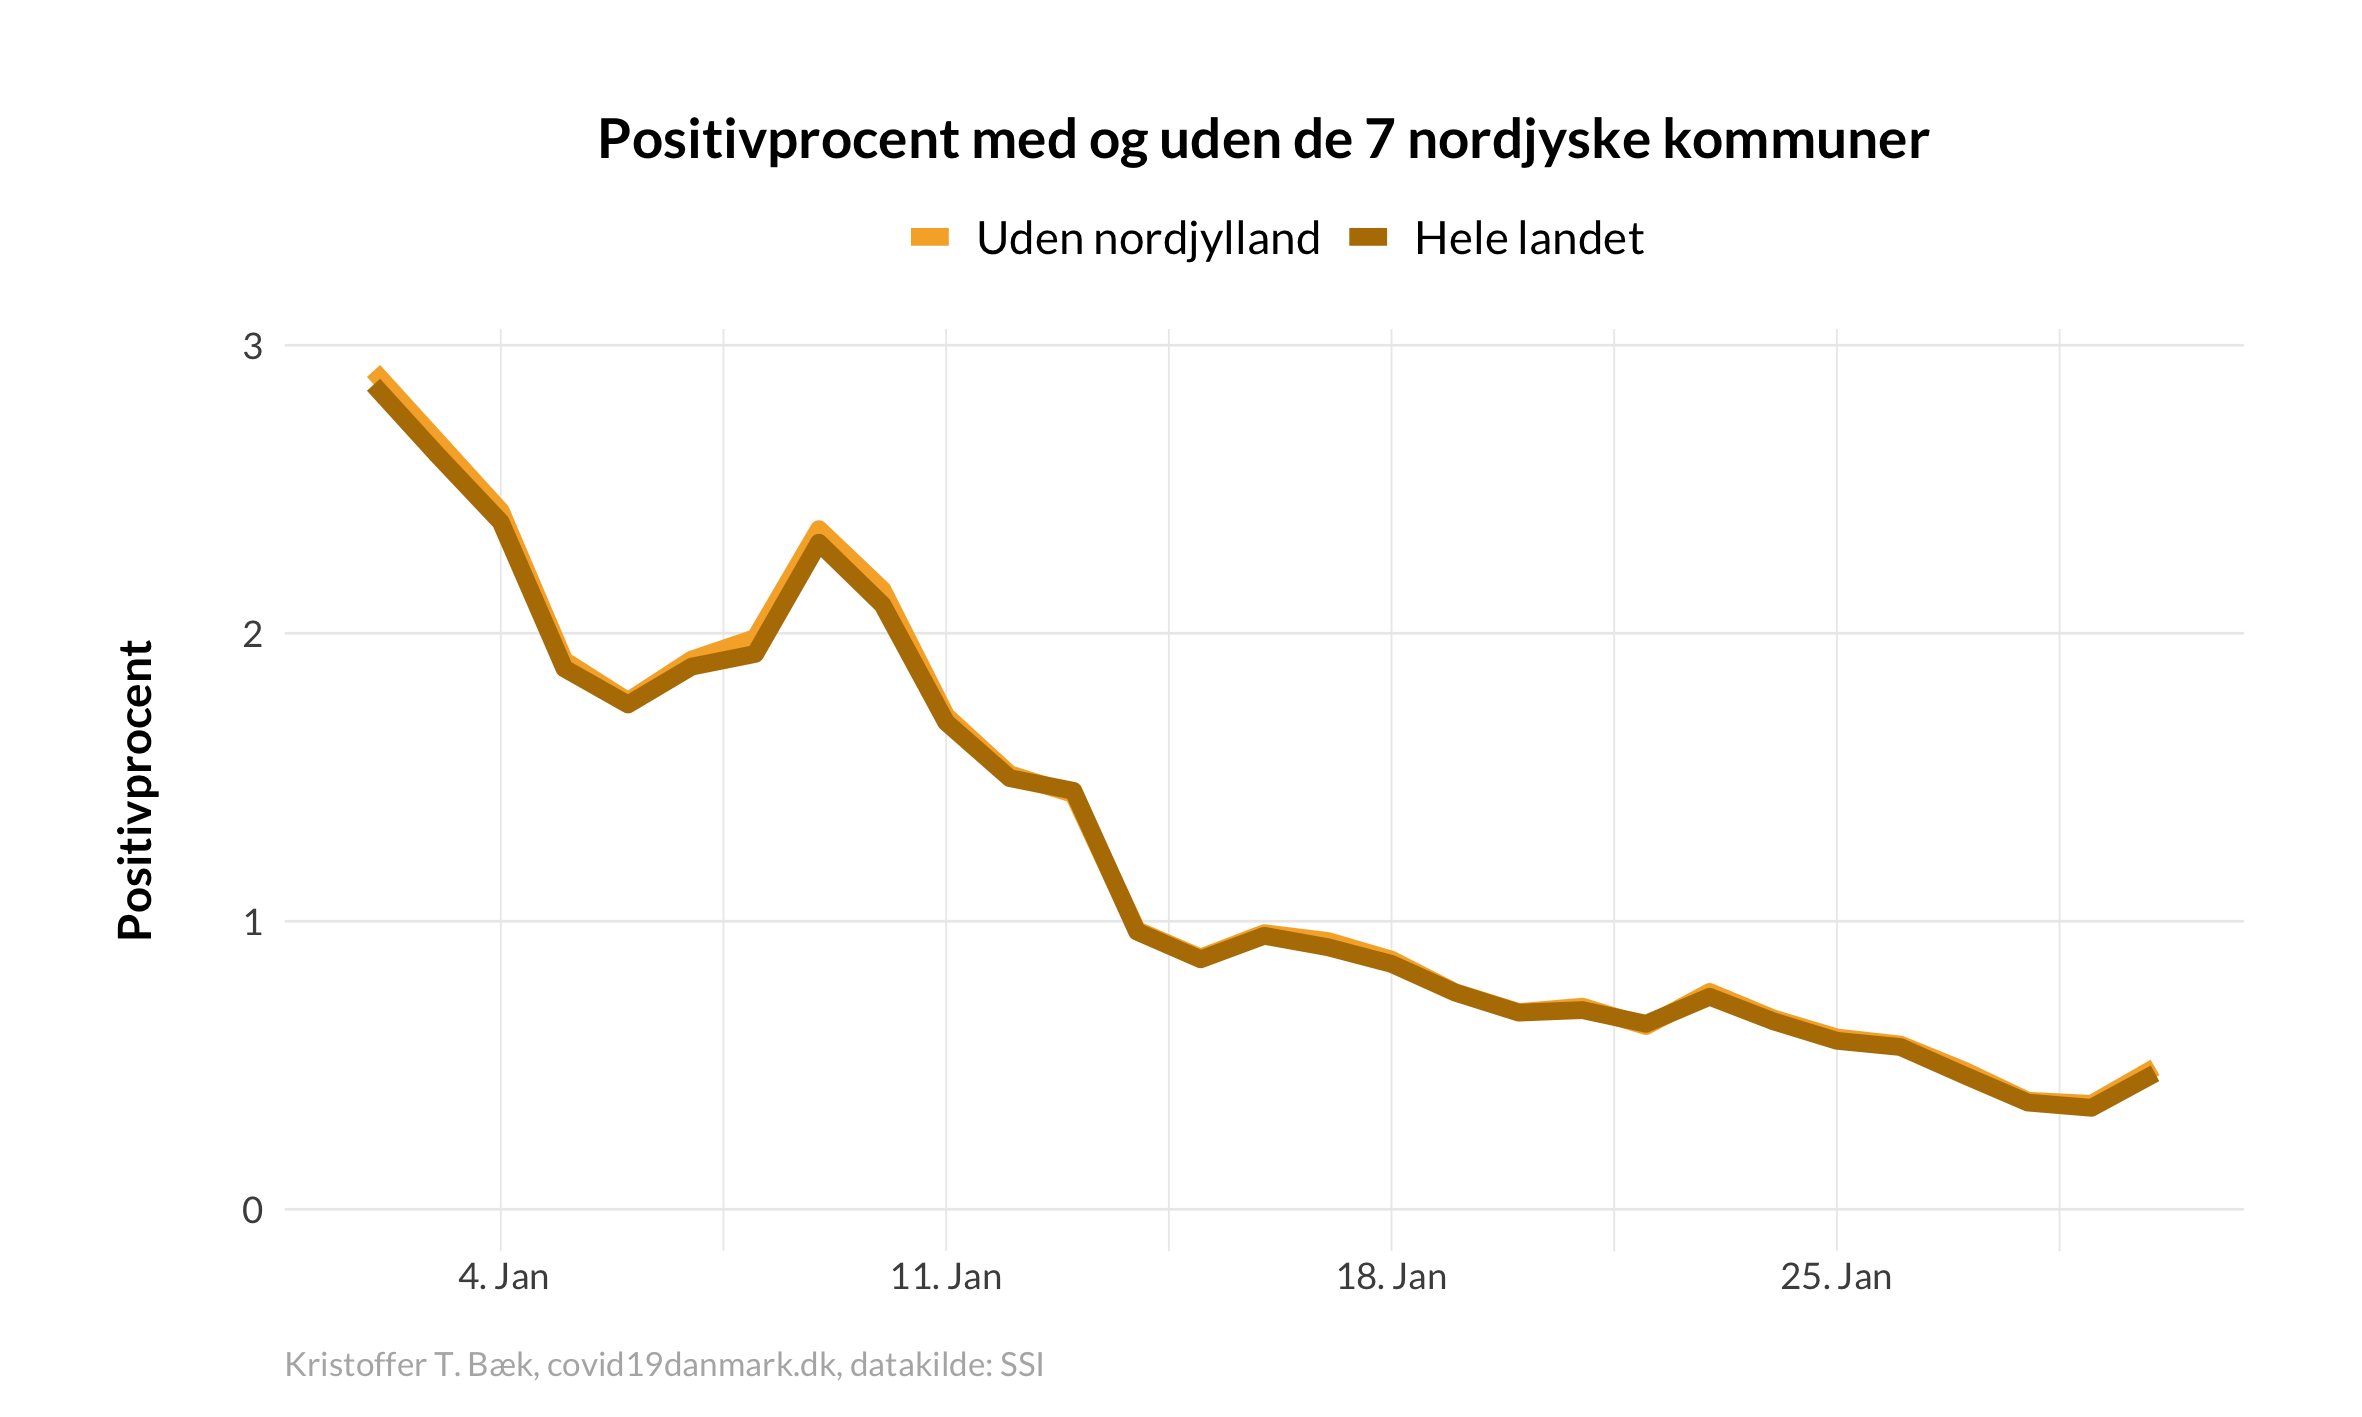 Positivprocent med og uden de 7 nordjyske kommuner
Uden nordjylland Hele landet
3
2
1
0
Positivprocent
4. Jan 11. Jan 18. Jan 25. Jan
Kristoffer T. Bæk, covid19danmark.dk, datakilde: SSI